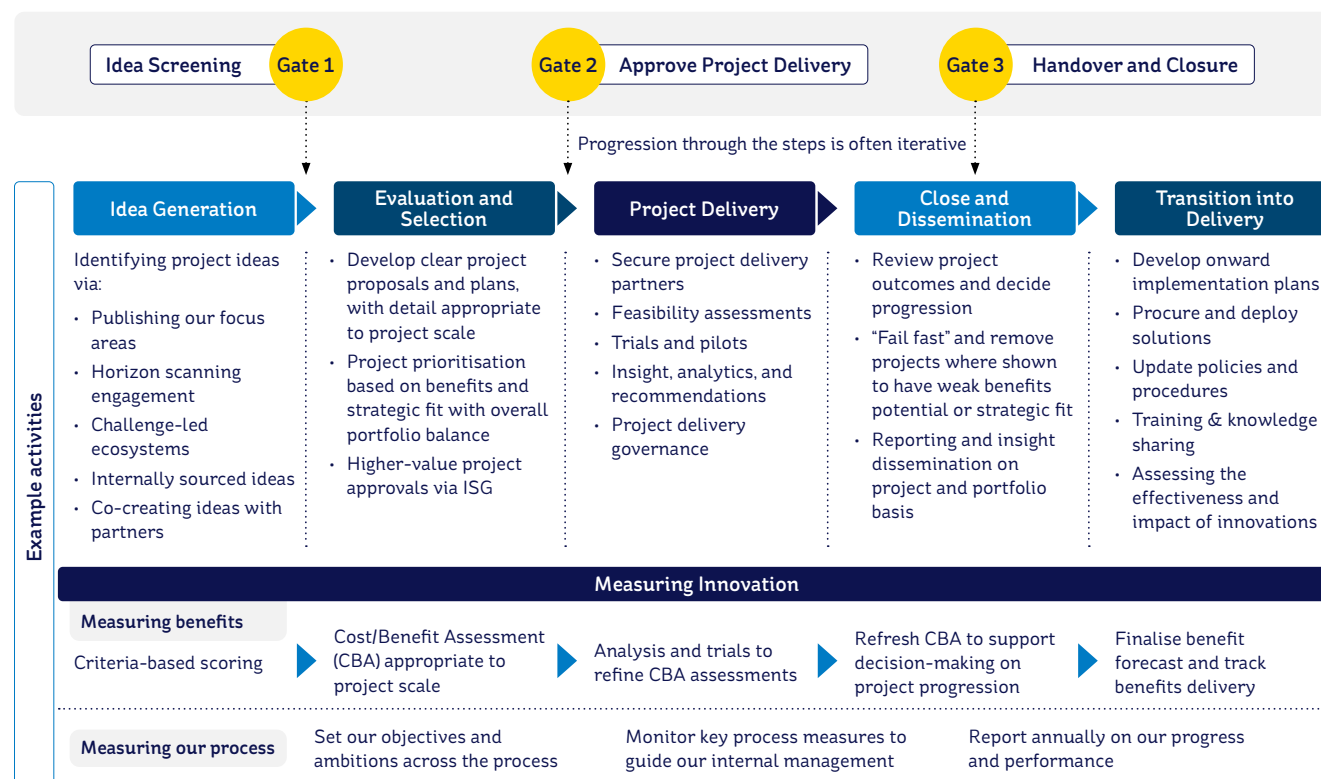 Idea Screening
Gate 1
Gate 2
Approve Project Delivery
Gate 3
Handover and Closure
Progression through the steps is often iterative
Example activities
Idea Generation
Identifying project ideas
via:
• Publishing our focus
areas
• Horizon scanning
engagement
• Challenge-led
ecosystems
• Internally sourced ideas
• Co-creating ideas with
partners
Evaluation and
Selection
• Develop clear project
proposals and plans,
with detail appropriate
to project scale
• Project prioritisation
based on benefits and
strategic fit with overall
portfolio balance
• Higher-value project
approvals via ISG
Project Delivery
• Secure project delivery
partners
• Feasibility assessments
• Trials and pilots
• Insight, analytics, and
recommendations
• Project delivery
governance
Close and
Dissemination
• Review project
outcomes and decide
progression
• “Fail fast” and remove
projects where shown
to have weak benefits
potential or strategic fit
• Reporting and insight
dissemination on
project and portfolio
basis
Transition into
Delivery
• Develop onward
implementation plans
• Procure and deploy
solutions
• Update policies and
procedures
• Training & knowledge
sharing
• Assessing the
effectiveness and
impact of innovations
Measuring Innovation
Measuring benefits
Criteria-based scoring
Cost/Benefit Assessment
(CBA) appropriate to
project scale
Analysis and trials to
refine CBA assessments
Refresh CBA to support
decision-making on
project progression
Finalise benefit
forecast and track
benefits delivery
Measuring our process
Set our objectives and
ambitions across the process
Monitor key process measures to
guide our internal management
Report annually on our progress
and performance